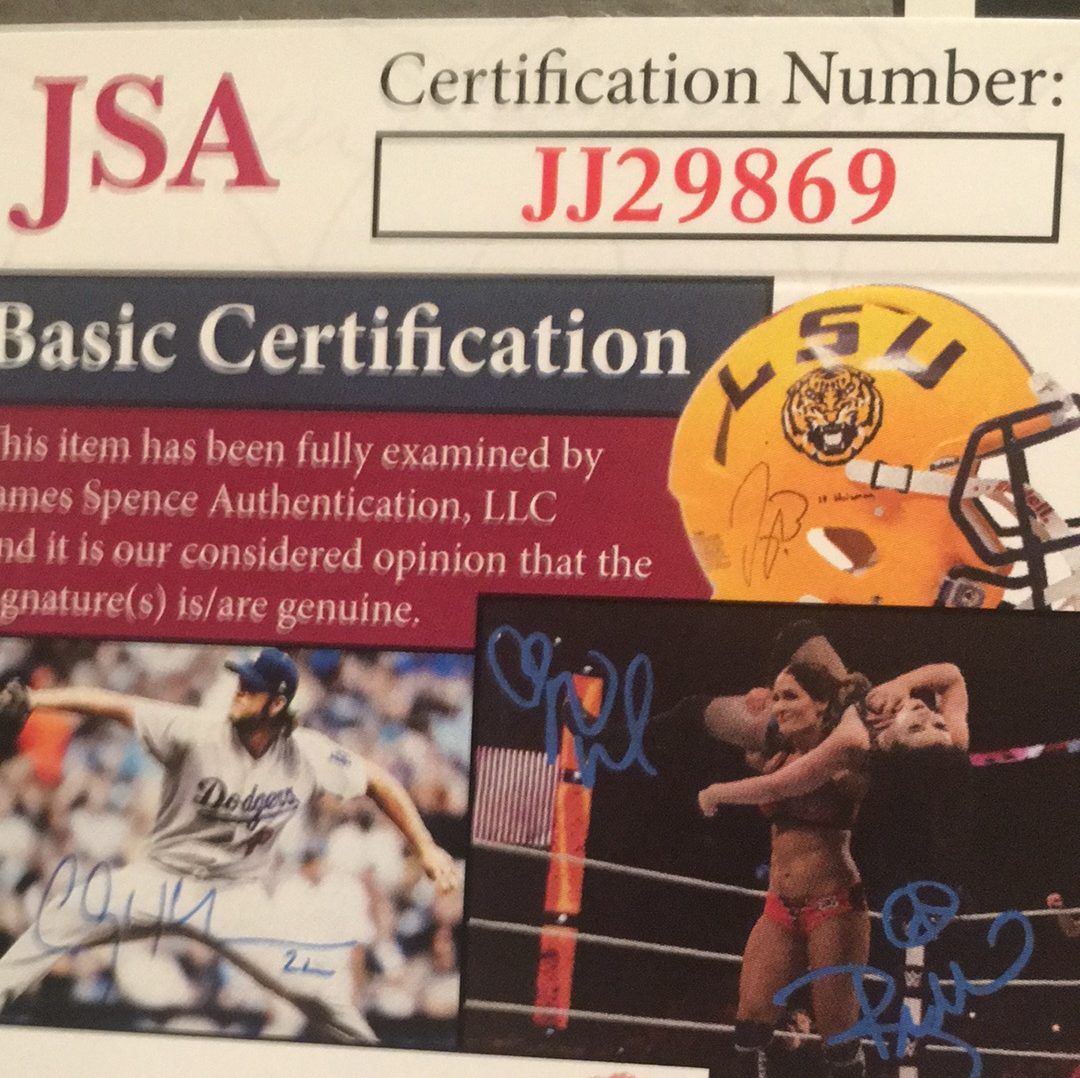 JSA
Certification Number:
JJ29869
Basic Certification
his item has been fully examined by
ames Spence Authentication, LLC
nd it is our considered opinion that the
gnature(s) is/are genuine.
LSU
Dodgers